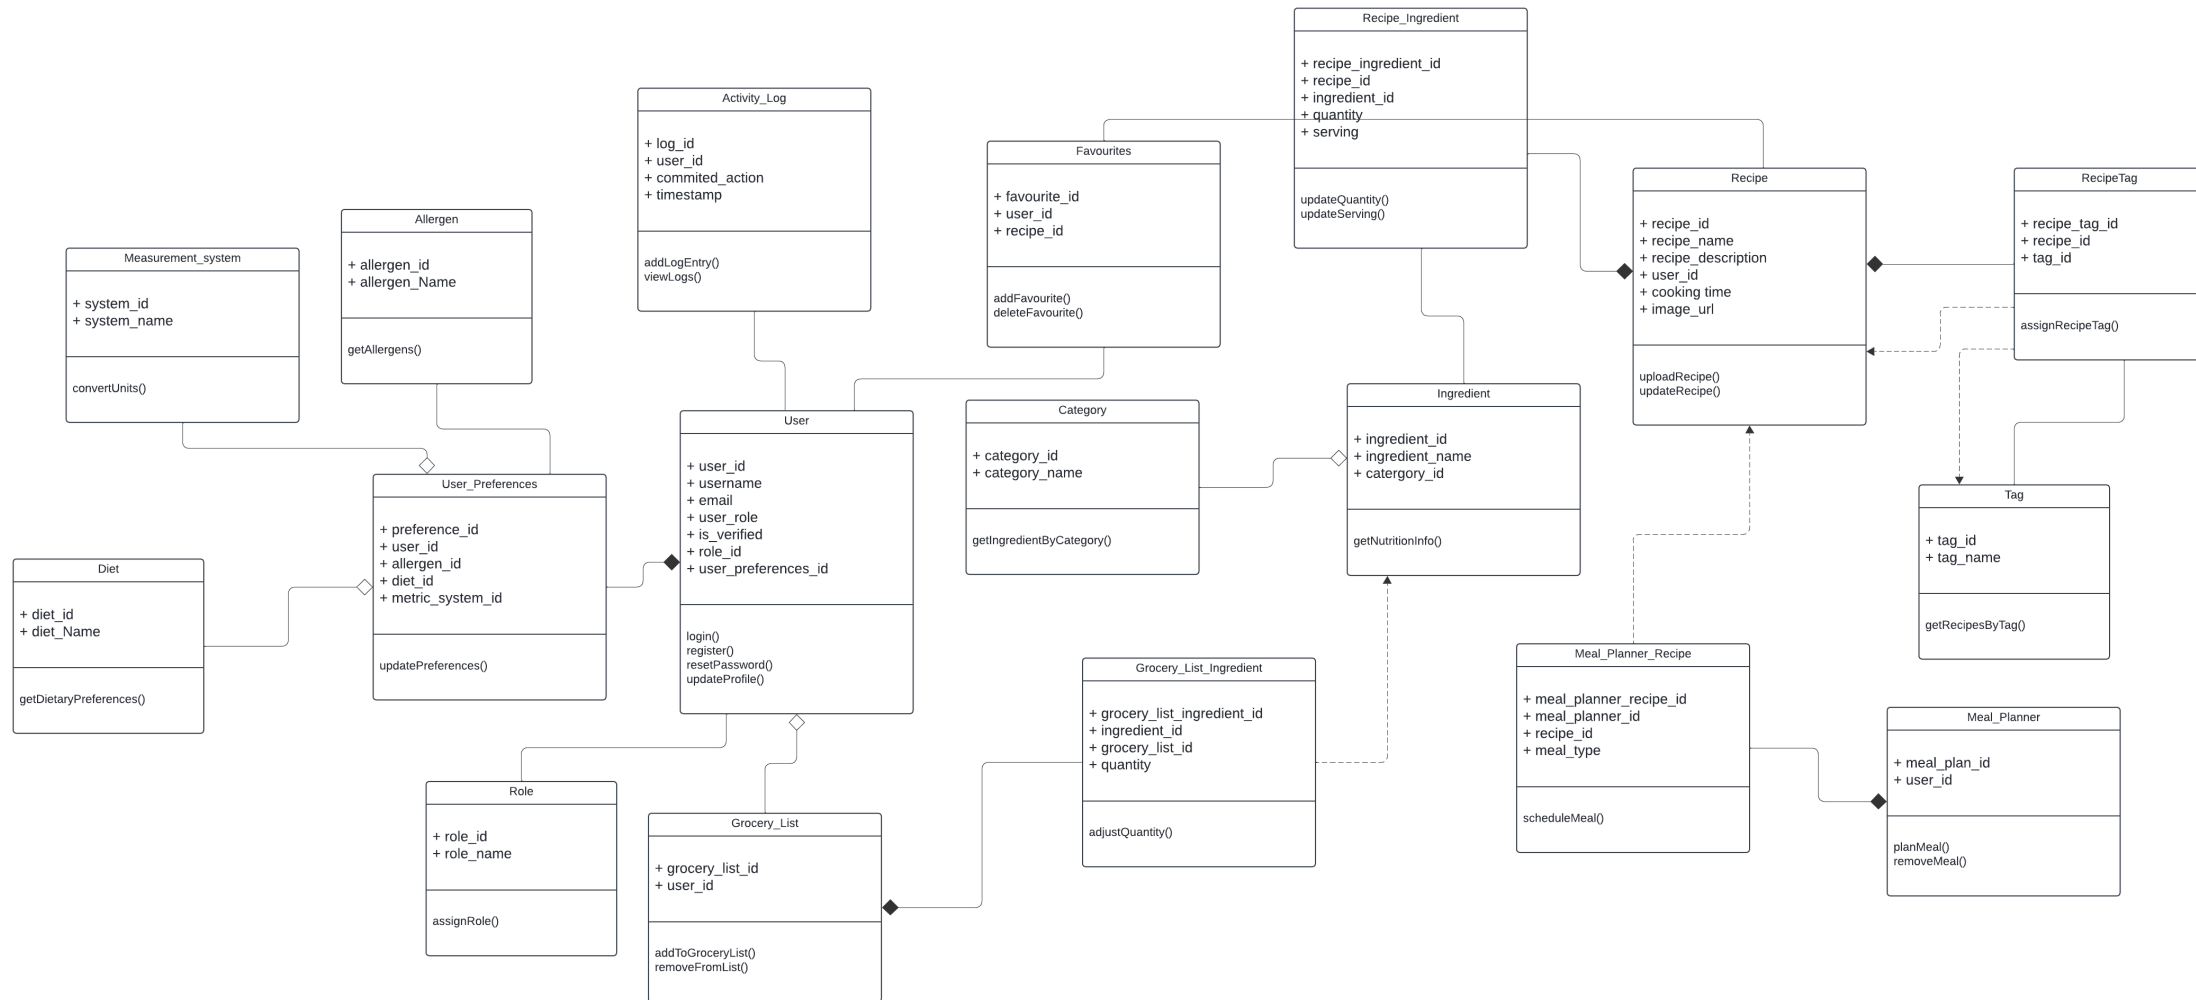 Recipe_Ingredient
+ recipe_ingredient_id
+ recipe_id
+ ingredient_id
+ quantity
+ serving
updateQuantity()
updateServing()
Activity_Log
+ log_id
+ user_id
+ commited_action
+ timestamp
addLogEntry()
viewLogs()
Favourites
+ favourite_id
+ user_id
+ recipe_id
addFavourite()
deleteFavourite()
Recipe
+ recipe_id
+ recipe_name
+ recipe_description
+ user_id
+ cooking time
+ image_url
uploadRecipe()
updateRecipe()
RecipeTag
+ recipe_tag_id
+ recipe_id
+ tag_id
assignRecipeTag()
Allergen
+ allergen_id
+ allergen_Name
getAllergens()
Measurement_system
+ system_id
+ system_name
convertUnits()
User
+ user_id
+ username
+ email
+ user_role
+ is_verified
+ role_id
+ user_preferences_id
login()
register()
resetPassword()
updateProfile()
Category
+ category_id
+ category_name
getIngredientByCategory()
Ingredient
+ ingredient_id
+ ingredient_name
+ catergory_id
getNutritionInfo()
User_Preferences
+ preference_id
+ user_id
+ allergen_id
+ diet_id
+ metric_system_id
updatePreferences()
Tag
+ tag_id
+ tag_name
getRecipesByTag()
Diet
+ diet_id
+ diet_Name
getDietaryPreferences()
Grocery_List_Ingredient
+ grocery_list_ingredient_id
+ ingredient_id
+ grocery_list_id
+ quantity
adjustQuantity()
Meal_Planner_Recipe
+ meal_planner_recipe_id
+ meal_planner_id
+ recipe_id
+ meal_type
scheduleMeal()
Meal_Planner
+ meal_plan_id
+ user_id
planMeal()
removeMeal()
Role
+ role_id
+ role_name
assignRole()
Grocery_List
+ grocery_list_id
+ user_id
addToGroceryList()
removeFromList()